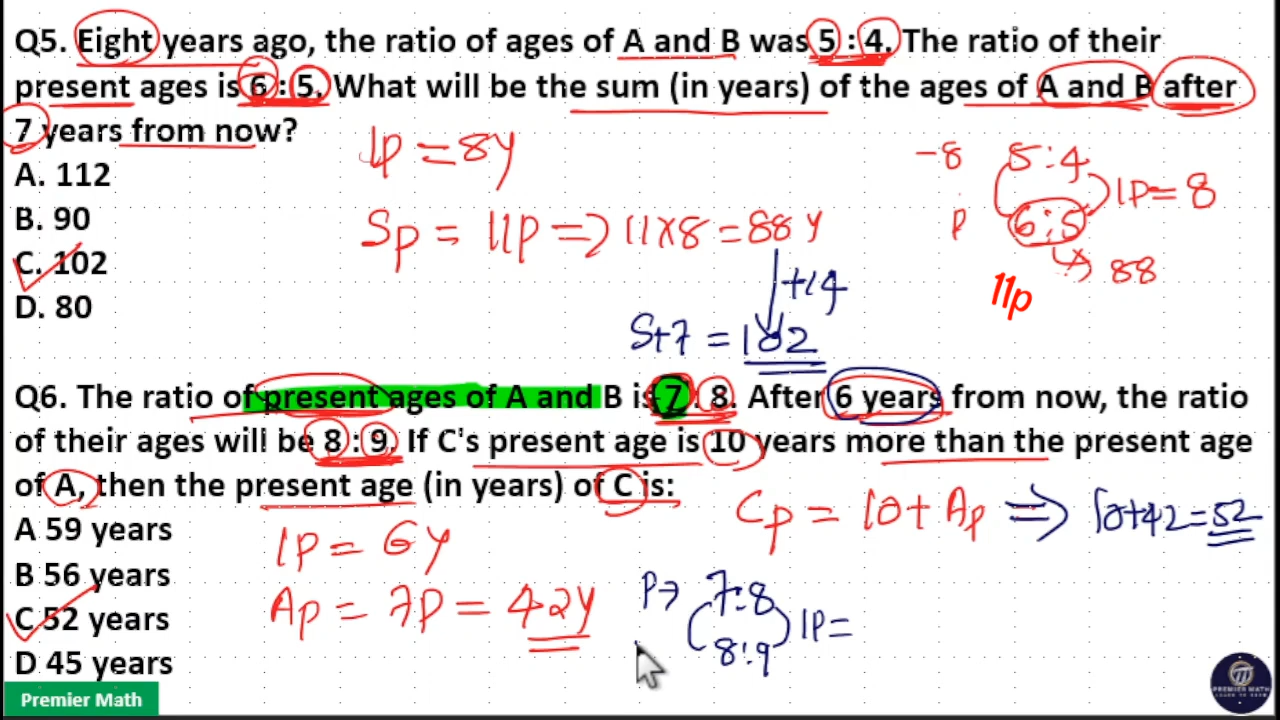 Q5. Eight years ago, the ratio of ages of A and B was 5 : 4. The ratio of their
present ages is 6 : 5. What will be the sum (in years) of the ages of A and B after
7 years from now?
A. 112
B. 90
C. 102
D. 80
1P = 8y
Sp = 11P => 11x8 = 88y
+14
S+7 = 102
-8 5:4
P 6:5
1P = 8
88
11p
Q6. The ratio of present ages of A and B is 7 : 8. After 6 years from now, the ratio
of their ages will be 8 : 9. If C's present age is 10 years more than the present age
of A, then the present age (in years) of C is:
A 59 years
B 56 years
C 52 years
D 45 years
Cp = 10 + Ap => 10+42=52
1P = 6y
Ap = 7P = 42y
P→ 7:8
8:9
1P =
Premier Math
PREMIER MATH